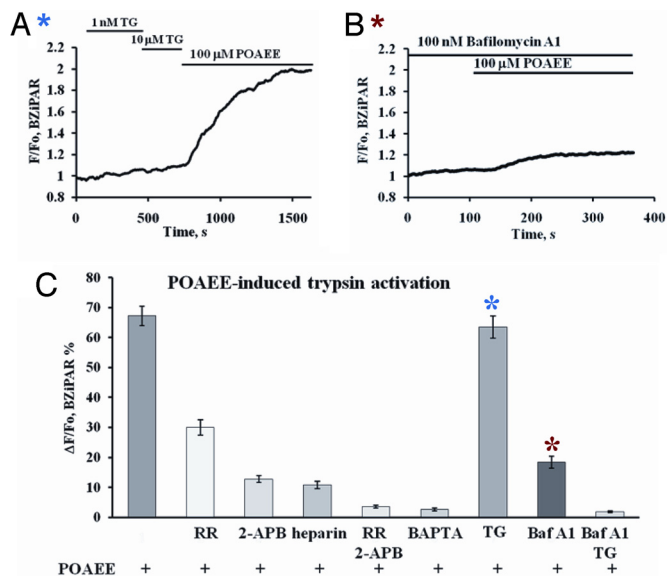 A *
1 nM TG
10 µM TG
100 µM POAEE
2.2
2
1.8
1.6
1.4
1.2
1
0.8
F/Fo, BZiPAR
0 500 1000 1500
Time, s
B *
100 nM Bafilomycin A1
100 µM POAEE
2.2
2
1.8
1.6
1.4
1.2
1
0.8
F/Fo, BZiPAR
0 100 200 300 400
Time, s
C
POAEE-induced trypsin activation
80
70
60
50
40
30
20
10
0
ΔF/Fo, BZiPAR %
*
*
RR 2-APB heparin RR BAPTA TG Baf A1 Baf A1
2-APB TG
POAEE + + + + + + + + +